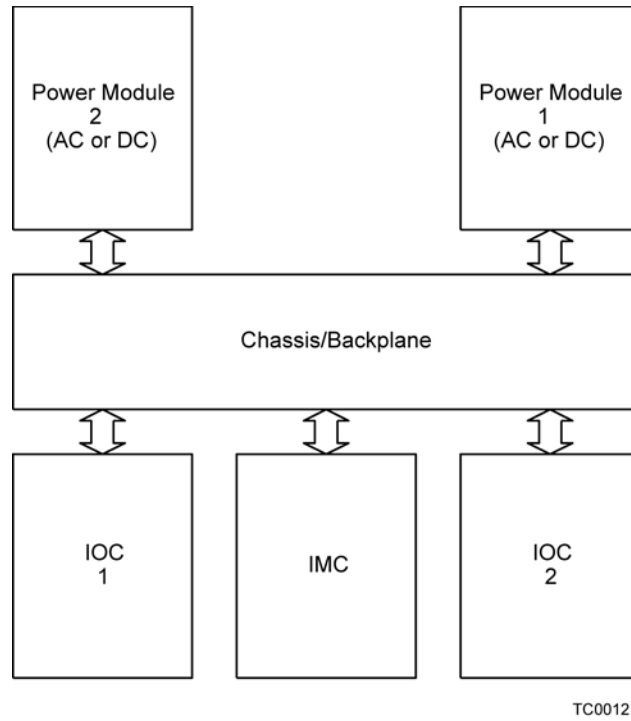 Power Module
2
(AC or DC)
Power Module
1
(AC or DC)
Chassis/Backplane
IOC
1
IMC
IOC
2
TC0012